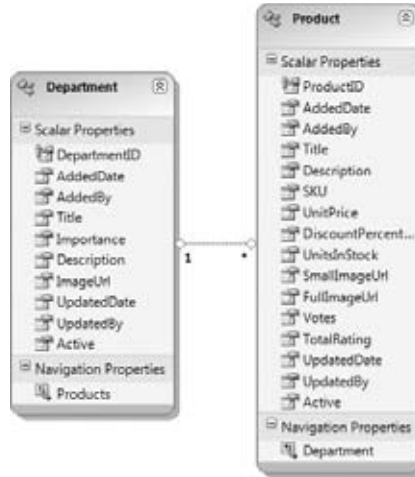 Department
Scalar Properties
DepartmentID
AddedDate
AddedBy
Title
Importance
Description
ImageUrl
UpdatedDate
UpdatedBy
Active
Navigation Properties
Products
1
*
Product
Scalar Properties
ProductID
AddedDate
AddedBy
Title
Description
SKU
UnitPrice
DiscountPercent...
UnitsInStock
SmallImageUrl
FullImageUrl
Votes
TotalRating
UpdatedDate
UpdatedBy
Active
Navigation Properties
Department